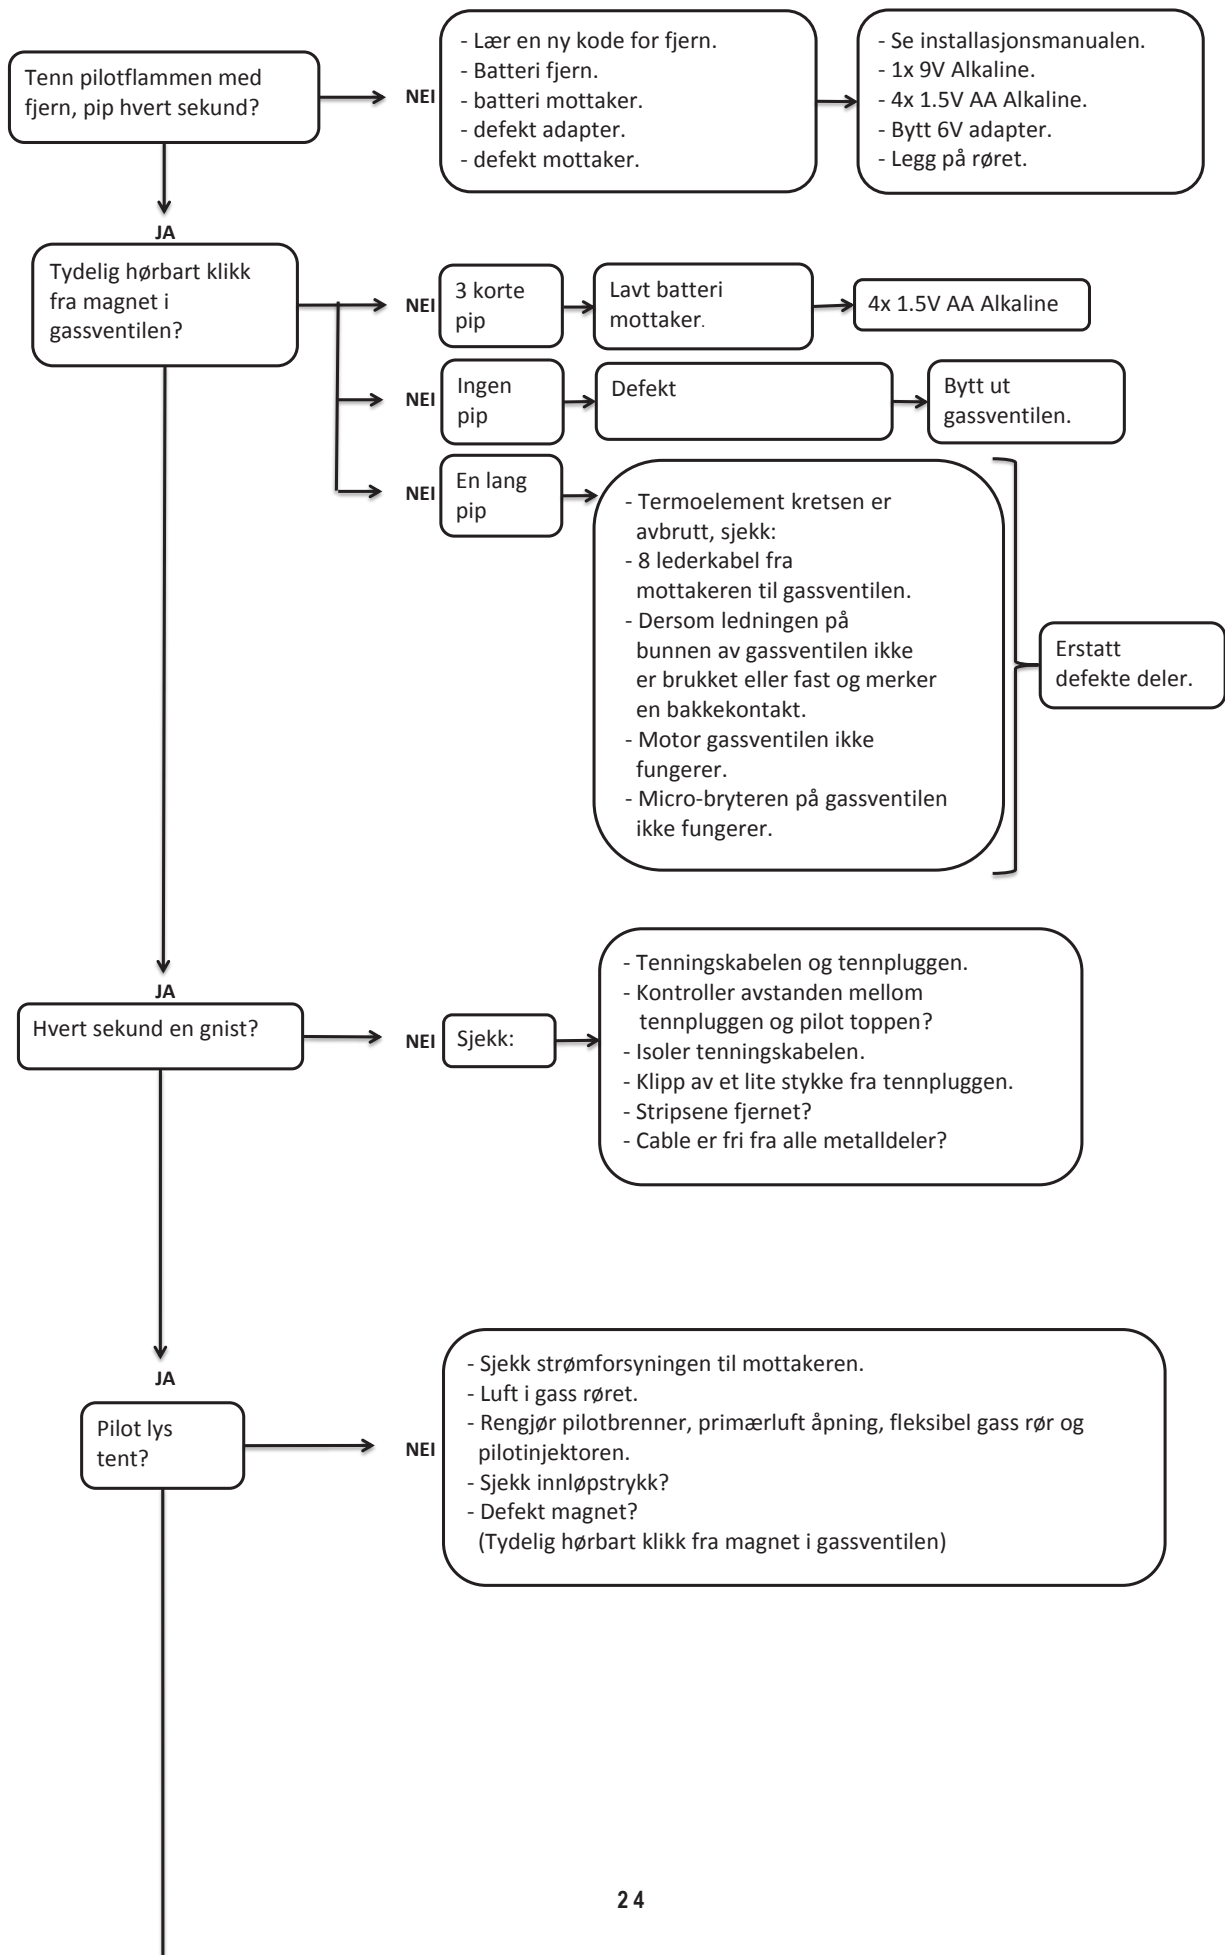 Tenn pilotflammen med
fjern, pip hvert sekund?
NEI
- Lær en ny kode for fjern.
- Batteri fjern.
- batteri mottaker.
- defekt adapter.
- defekt mottaker.
- Se installasjonsmanualen.
- 1x 9V Alkaline.
- 4x 1.5V AA Alkaline.
- Bytt 6V adapter.
- Legg på røret.
JA
Tydelig hørbart klikk
fra magnet i
gassventilen?
NEI
3 korte
pip
Lavt batteri
mottaker.
4x 1.5V AA Alkaline
NEI
Ingen
pip
Defekt
Bytt ut
gassventilen.
NEI
En lang
pip
- Termoelement kretsen er
avbrutt, sjekk:
- 8 lederkabel fra
mottakeren til gassventilen.
- Dersom ledningen på
bunnen av gassventilen ikke
er brukket eller fast og merker
en bakkekontakt.
- Motor gassventilen ikke
fungerer.
- Micro-bryteren på gassventilen
ikke fungerer.
Erstatt
defekte deler.
JA
Hvert sekund en gnist?
NEI
Sjekk:
- Tenningskabelen og tennpluggen.
- Kontroller avstanden mellom
tennpluggen og pilot toppen?
- Isoler tenningskabelen.
- Klipp av et lite stykke fra tennpluggen.
- Stripsene fjernet?
- Cable er fri fra alle metalldeler?
JA
Pilot lys
tent?
NEI
- Sjekk strømforsyningen til mottakeren.
- Luft i gass røret.
- Rengjør pilotbrenner, primærluft åpning, fleksibel gass rør og
pilotinjektoren.
- Sjekk innløpstrykk?
- Defekt magnet?
(Tydelig hørbart klikk fra magnet i gassventilen)
24